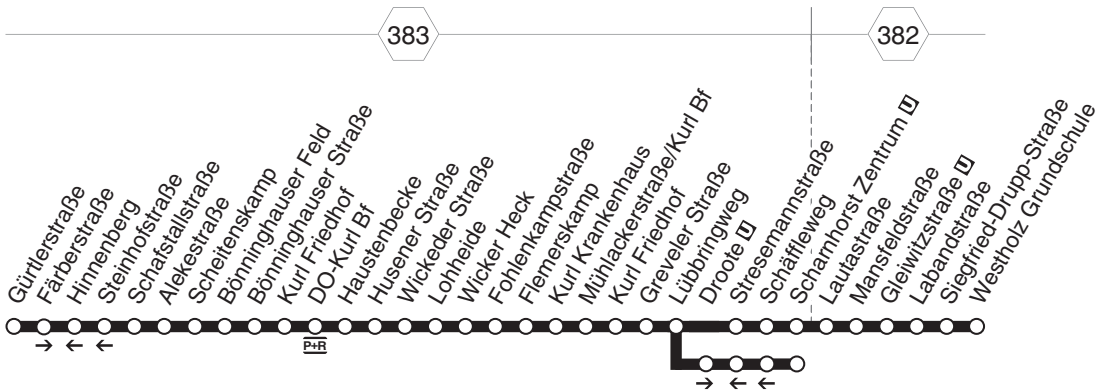 383
382
Gürtlerstraße
Färberstraße
Hinnenberg
Steinhofstraße
Schafstallstraße
Alekestraße
Scheitenskamp
Bönninghauser Feld
Bönninghauser Straße
Kurl Friedhof
DO-Kurl Bf
Haustenbecke
Husener Straße
Wickeder Straße
Lohheide
Wicker Heck
Fohlenkampstraße
Flemerskamp
Kurl Krankenhaus
Mühlackerstraße/Kurl Bf
Kurl Friedhof
Greveler Straße
Lübbringweg
Droote U
Stresemannstraße
Schäffleweg
Scharnhorst Zentrum U
Lautastraße
Mansfeldstraße
Gleiwitzstraße U
Labandstraße
Siegfried-Drupp-Straße
Westholz Grundschule
P+R